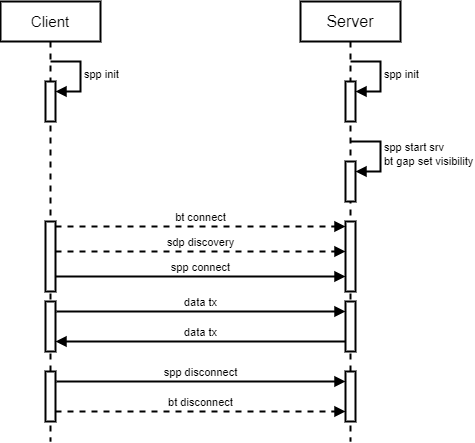 Client
Server
spp init
spp init
spp start srv
bt gap set visibility
bt connect
sdp discovery
spp connect
data tx
data tx
spp disconnect
bt disconnect